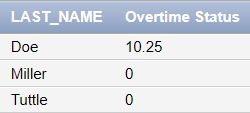 LAST_NAME Overtime Status
Doe 10.25
Miller 0
Tuttle 0